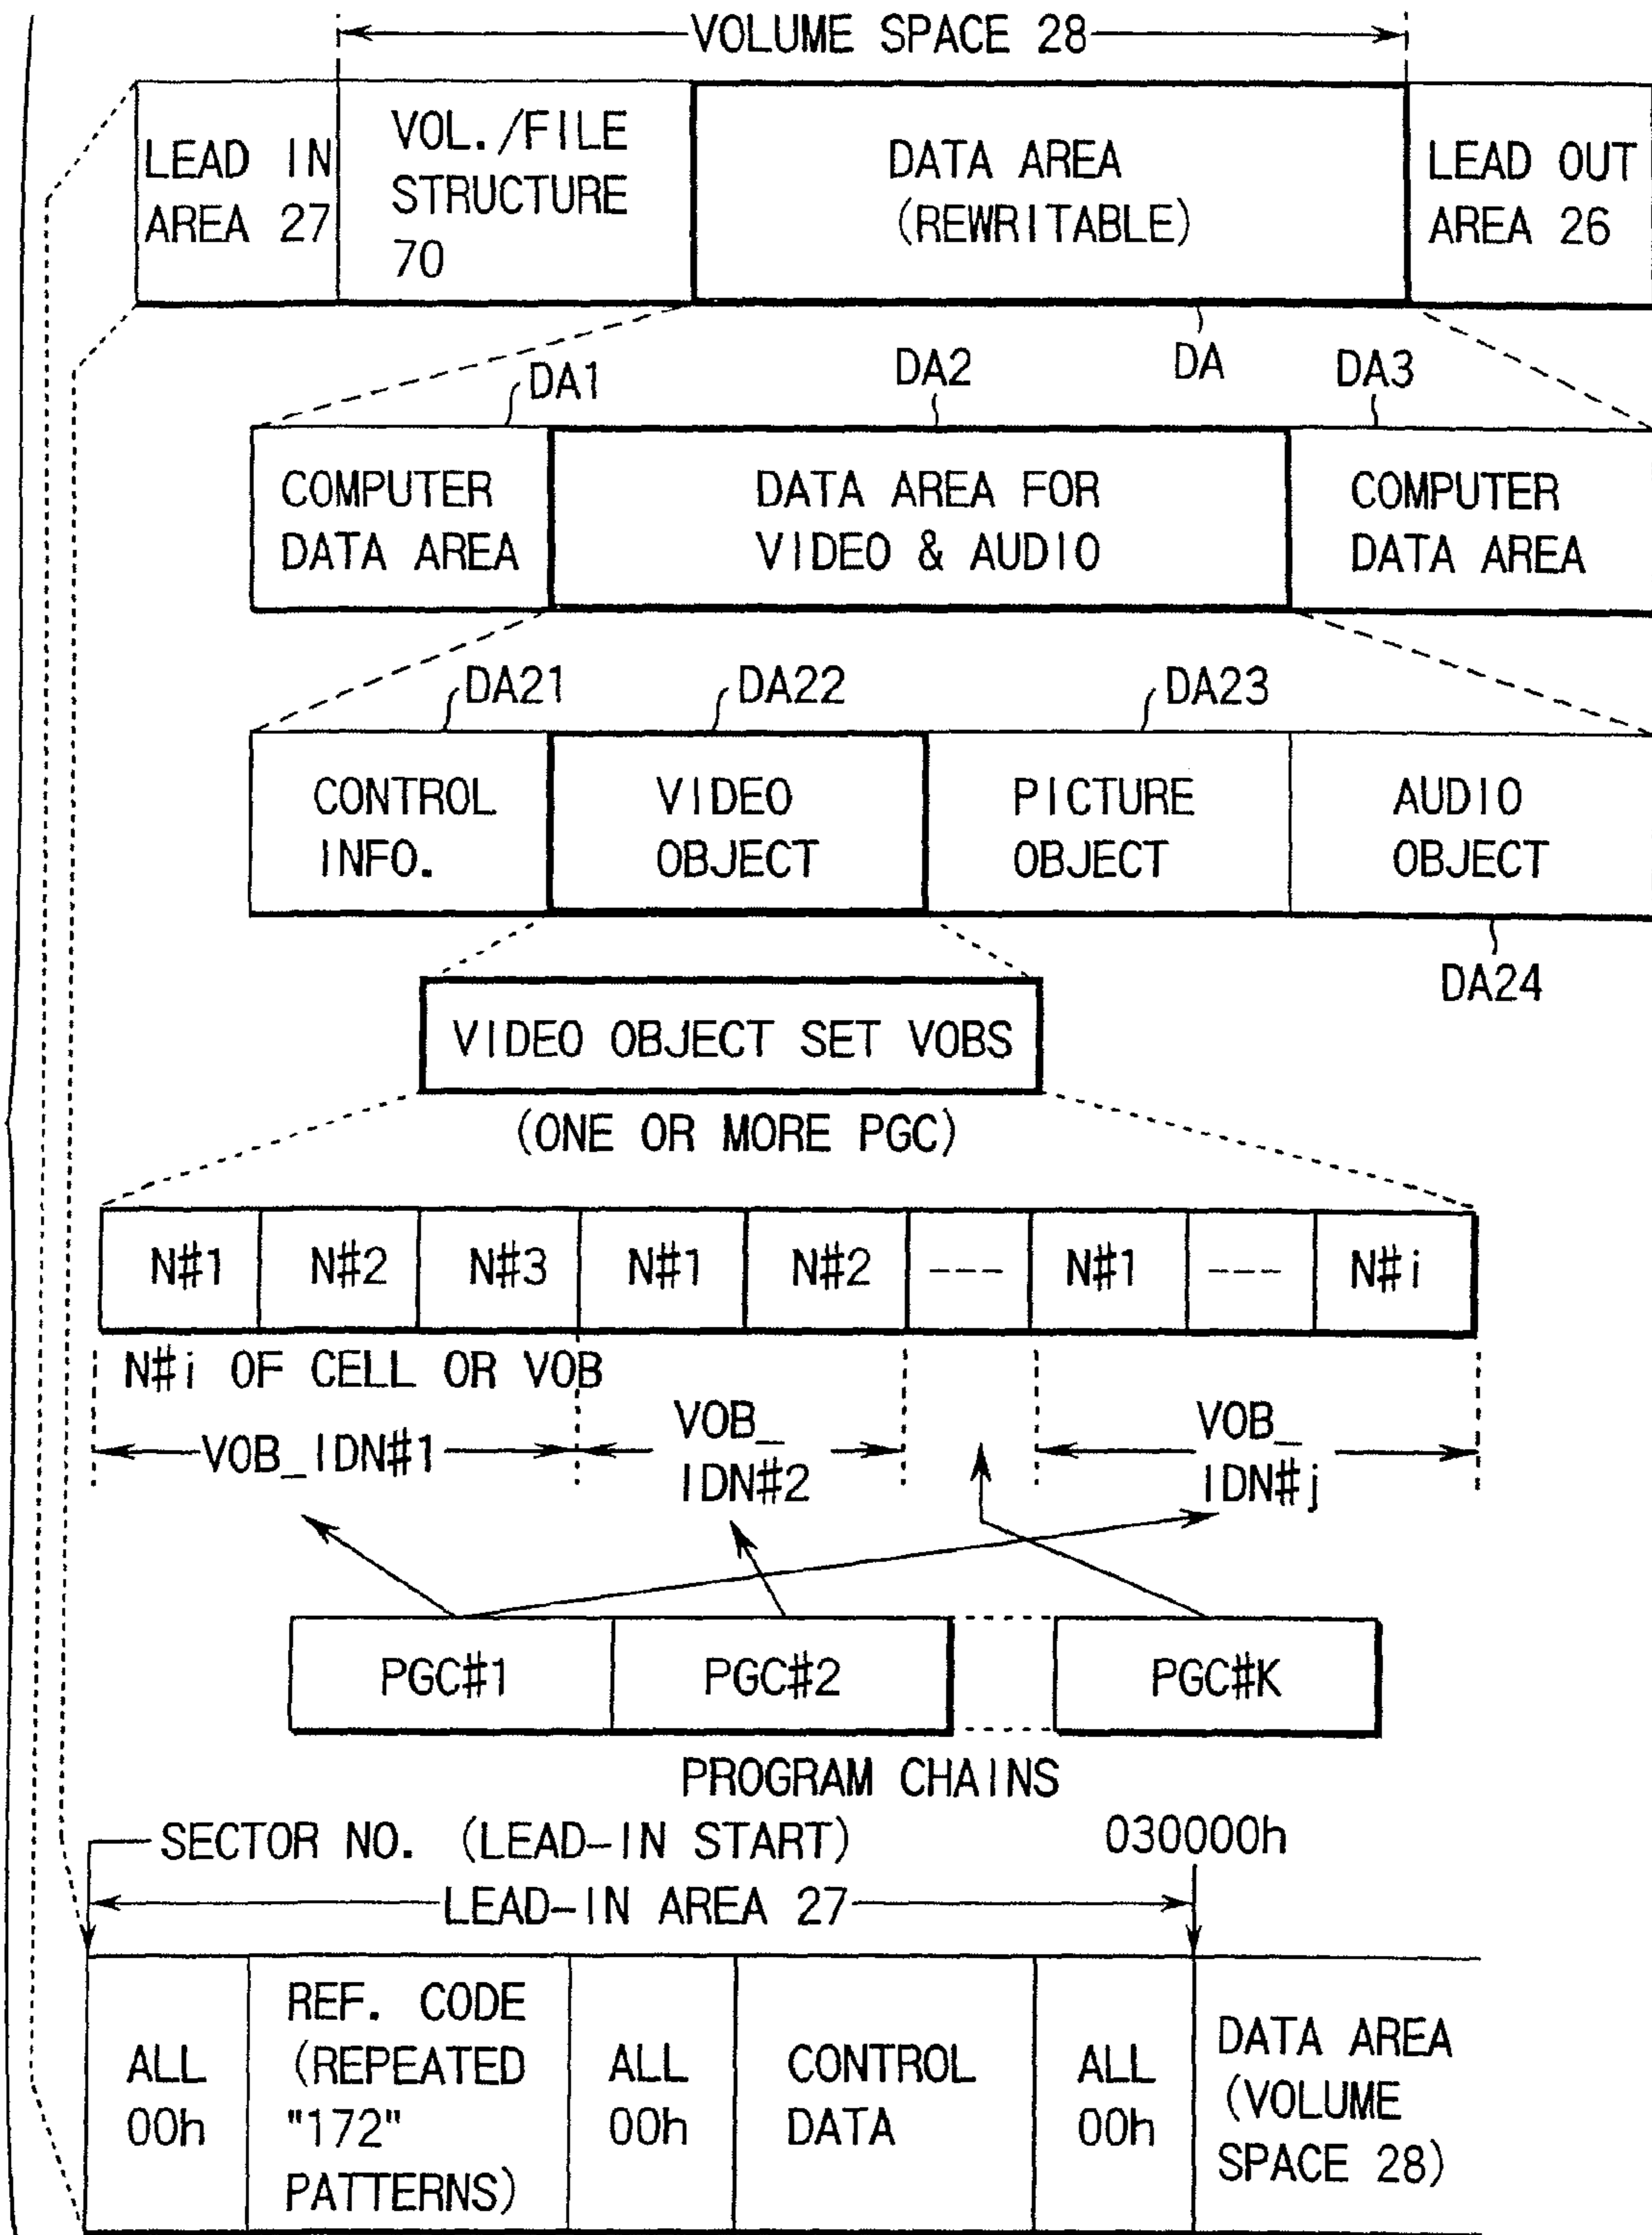 VOLUME SPACE 28
LEAD IN
AREA 27
VOL./FILE
STRUCTURE
70
DATA AREA
(REWRITABLE)
LEAD OUT
AREA 26
DA1
DA2
DA
DA3
COMPUTER
DATA AREA
DATA AREA FOR
VIDEO & AUDIO
COMPUTER
DATA AREA
DA21
DA22
DA23
CONTROL
INFO.
VIDEO
OBJECT
PICTURE
OBJECT
AUDIO
OBJECT
DA24
VIDEO OBJECT SET VOBS
(ONE OR MORE PGC)
N#1
N#2
N#3
N#1
N#2
---
N#1
---
N#i
N#i OF CELL OR VOB
VOB_IDN#1
VOB_
IDN#2
VOB_
IDN#j
PGC#1
PGC#2
PGC#K
PROGRAM CHAINS
SECTOR NO. (LEAD-IN START)
030000h
LEAD-IN AREA 27
ALL
00h
REF. CODE
(REPEATED
"172"
PATTERNS)
ALL
00h
CONTROL
DATA
ALL
00h
DATA AREA
(VOLUME
SPACE 28)